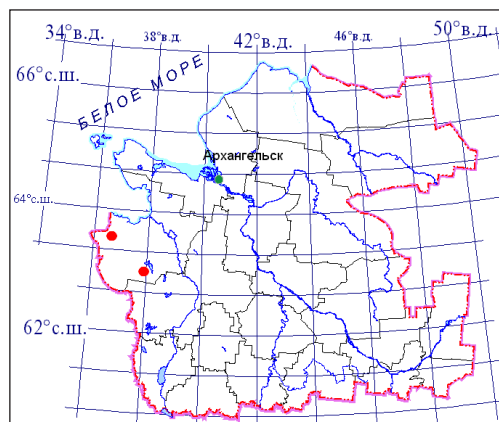 34°в.д.
38°в.д.
42°в.д.
46°в.д.
50°в.д.
66°с.ш.
БЕЛОЕ МОРЕ
Архангельск
64°с.ш.
62°с.ш.